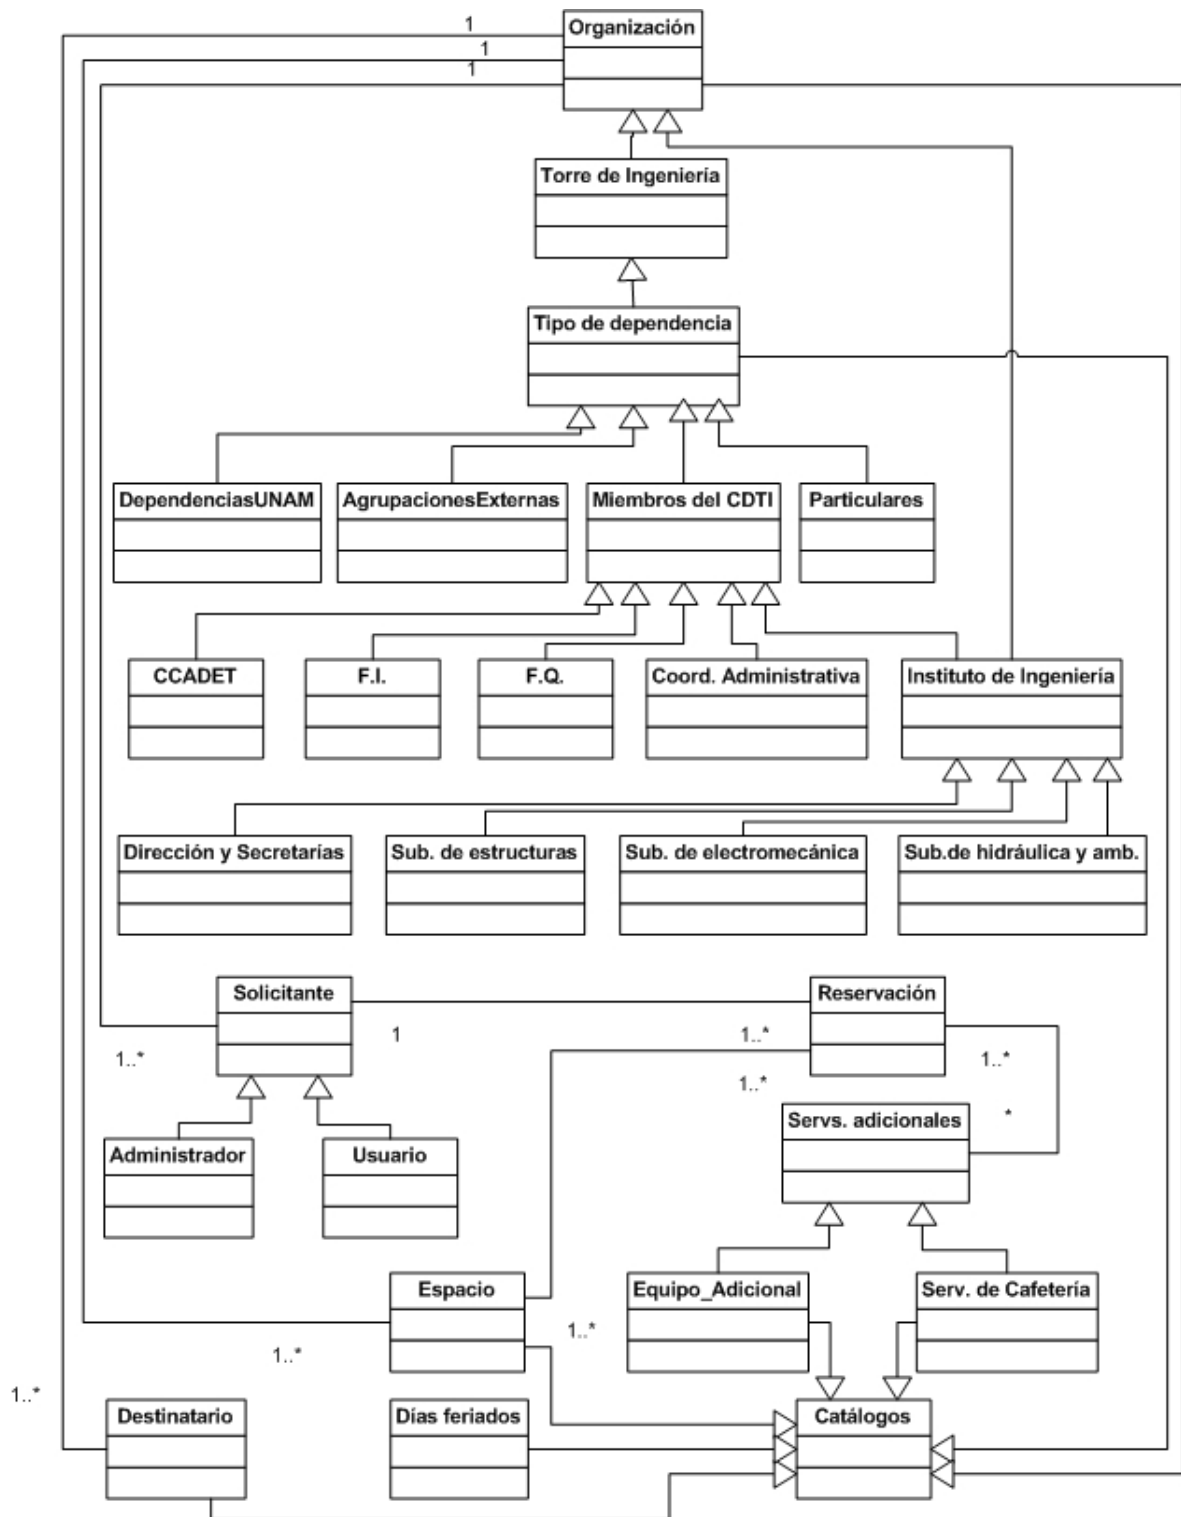 1
Organización
1
1
Torre de Ingeniería
Tipo de dependencia
DependenciasUNAM
AgrupacionesExternas
Miembros del CDTI
Particulares
CCADET
F.I.
F.Q.
Coord. Administrativa
Instituto de Ingeniería
Dirección y Secretarías
Sub. de estructuras
Sub. de electromecánica
Sub.de hidráulica y amb.
Solicitante
Reservación
1..*
1
1..*
1..*
1..*
Servs. adicionales
*
Administrador
Usuario
Espacio
Equipo_Adicional
Serv. de Cafetería
1..*
1..*
1..*
Destinatario
Días feriados
Catálogos